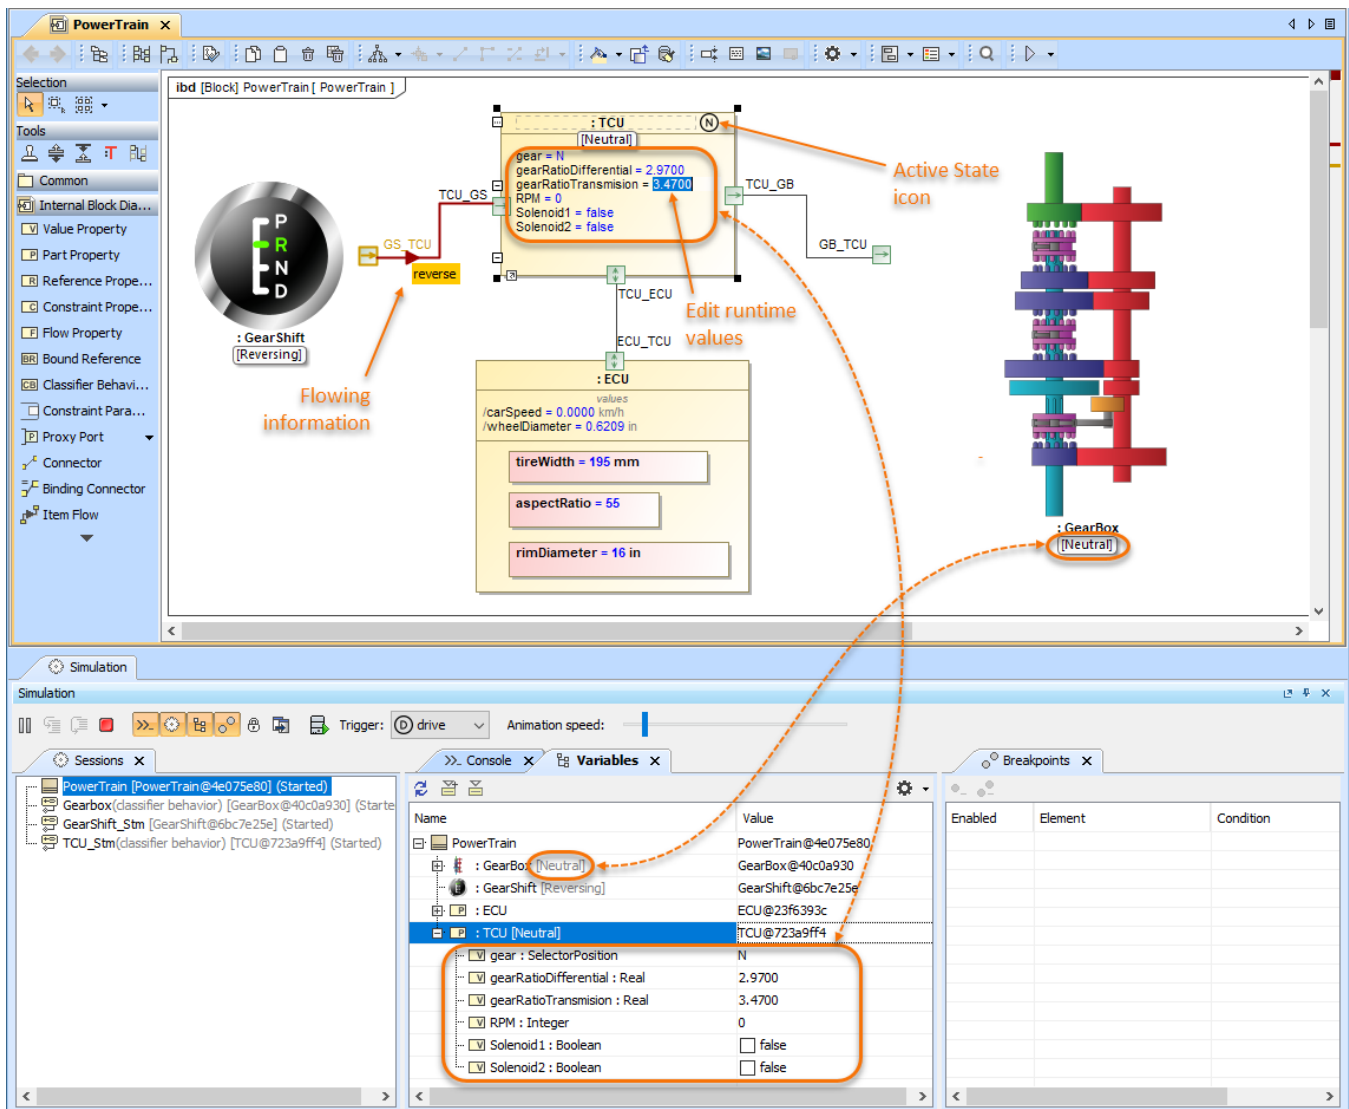 PowerTrain
Selection
Tools
Common
Internal Block Dia...
Value Property
Part Property
Reference Prope...
Constraint Prope...
Flow Property
Bound Reference
Classifier Behavi...
Constraint Para...
Proxy Port
Connector
Binding Connector
Item Flow
ibd [Block] PowerTrain [ PowerTrain ]
P
R
N
D
: GearShift
[Reversing]
GS_TCU
reverse
TCU_GS
: TCU
N
[Neutral]
gear = N
gearRatioDifferential = 2.9700
gearRatioTransmision = 3.4700
RPM = 0
Solenoid1 = false
Solenoid2 = false
TCU_GB
GB_TCU
TCU_ECU
ECU_TCU
Active State
icon
Edit runtime
values
Flowing
information
: ECU
values
/carSpeed = 0.0000 km/h
/wheelDiameter = 0.6209 in
tireWidth = 195 mm
aspectRatio = 55
rimDiameter = 16 in
: GearBox
[Neutral]
Simulation
Simulation
Trigger: D drive Animation speed:
Sessions
PowerTrain [PowerTrain@4e075e80] (Started)
Gearbox(classifier behavior) [GearBox@40c0a930] (Starte
GearShift_Stm [GearShift@6bc7e25e] (Started)
TCU_Stm(classifier behavior) [TCU@723a9ff4] (Started)
Console Variables
Name Value
PowerTrain PowerTrain@4e075e80
: GearBox [Neutral] GearBox@40c0a930
: GearShift [Reversing] GearShift@6bc7e25e
P : ECU ECU@23f6393c
P : TCU [Neutral] TCU@723a9ff4
V gear : SelectorPosition N
V gearRatioDifferential : Real 2.9700
V gearRatioTransmision : Real 3.4700
V RPM : Integer 0
V Solenoid1 : Boolean false
V Solenoid2 : Boolean false
Breakpoints
Enabled Element Condition